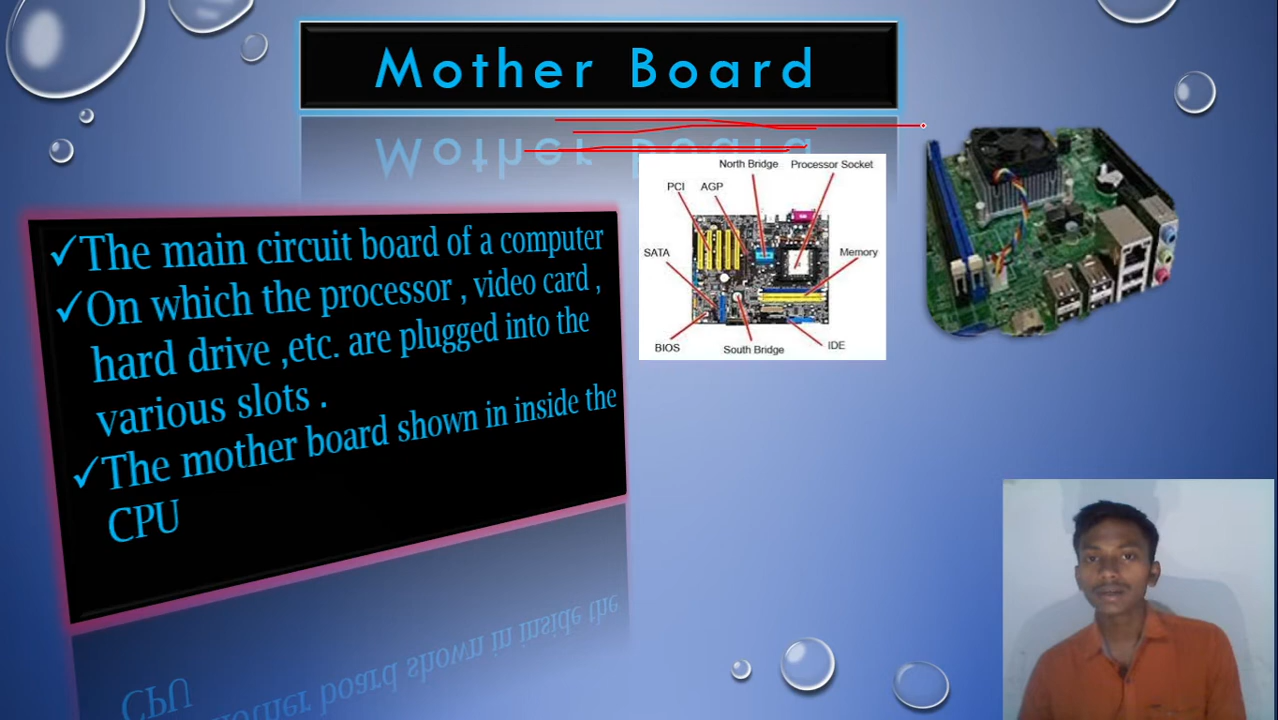 Mother Board
✓The main circuit board of a computer
✓On which the processor , video card ,
hard drive ,etc. are plugged into the
various slots .
✓The mother board shown in inside the
CPU
North Bridge Processor Socket
PCI AGP
SATA
Memory
BIOS
South Bridge
IDE